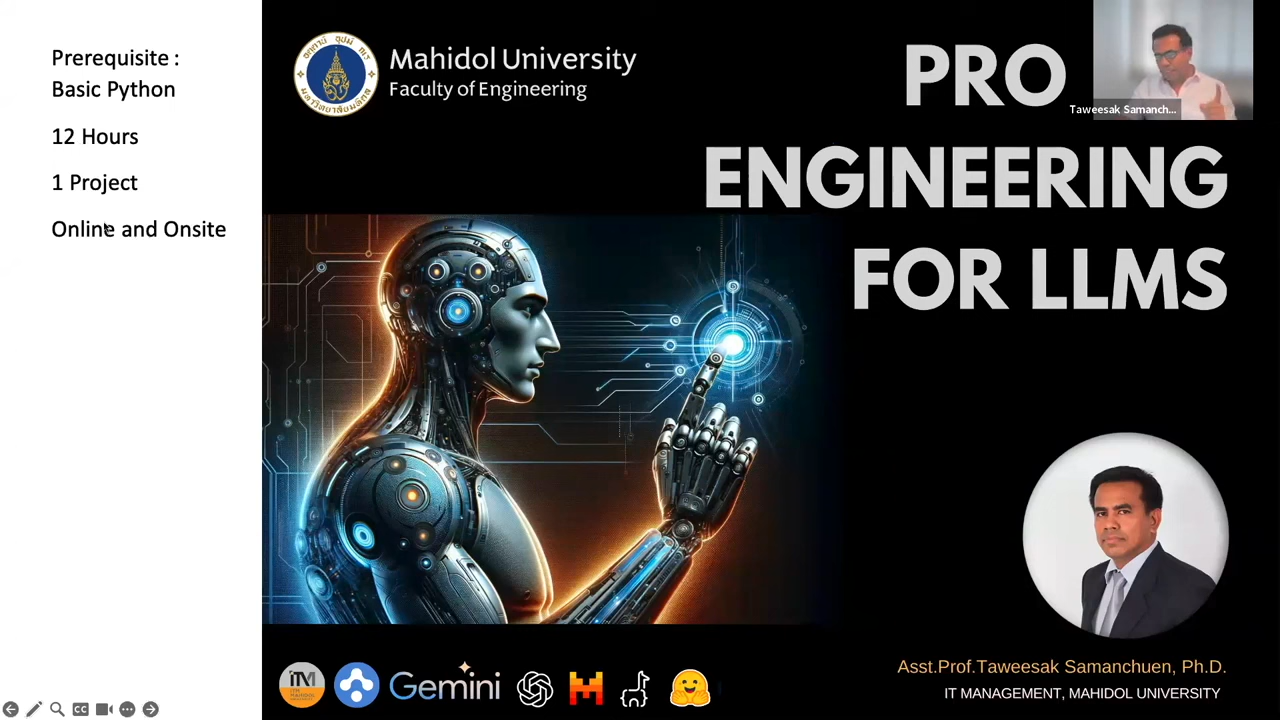 Prerequisite :
Basic Python
12 Hours
1 Project
Online and Onsite
Mahidol University
Faculty of Engineering
PRO
ENGINEERING
FOR LLMS
Taweesak Samanch...
Asst.Prof.Taweesak Samanchuen, Ph.D.
IT MANAGEMENT, MAHIDOL UNIVERSITY
Gemini
CC